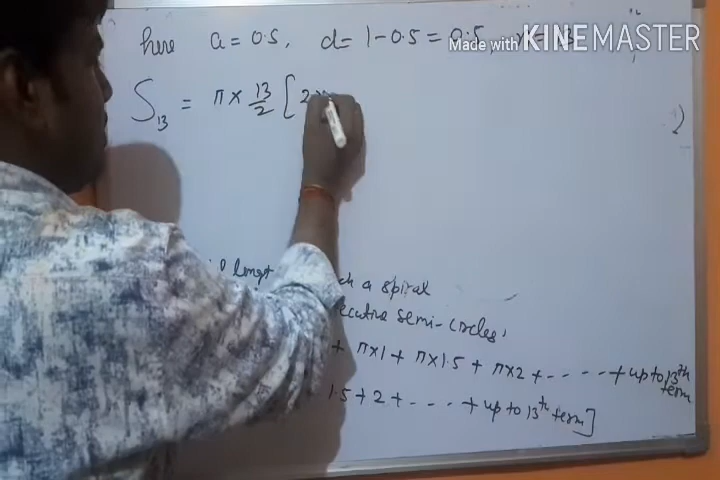 here a = 0.5, d = 1 - 0.5 = 0.5
Made with KINEMASTER
S13 = π × 13/2 [2
a spiral
semi-circles,
+ π×1 + π×1.5 + π×2 + ---- + up to 13th term
1.5 + 2 + ---- + up to 13th term]